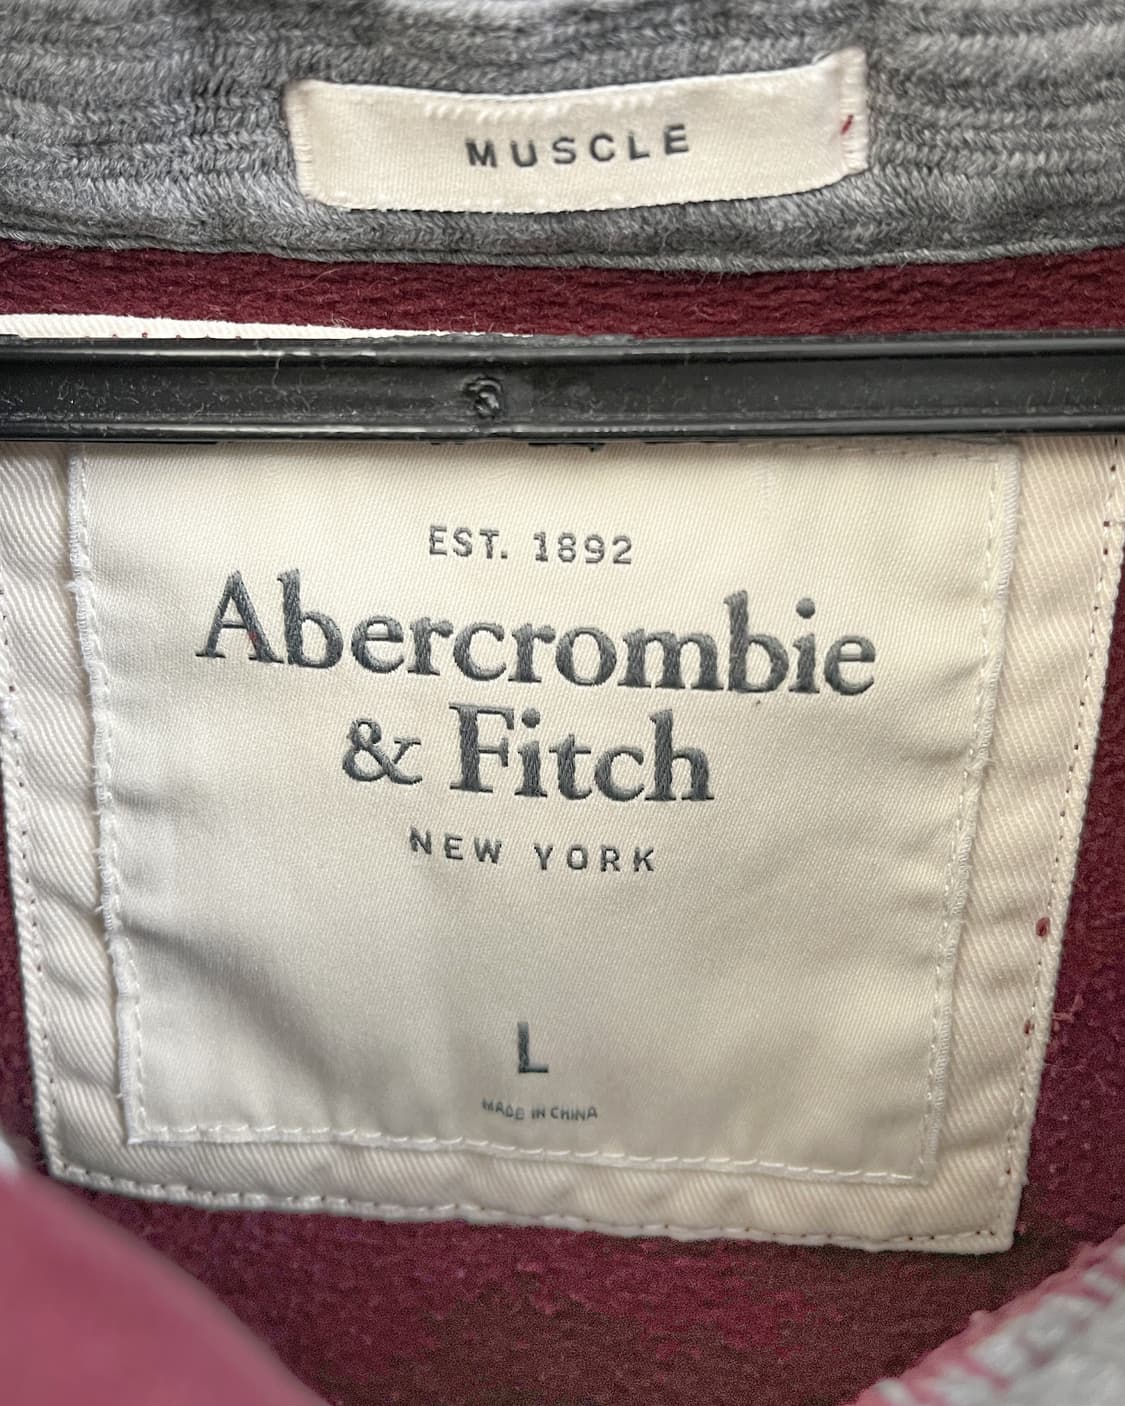 MUSCLE
EST. 1892
Abercrombie
& Fitch
NEW YORK
L
MADE IN CHINA